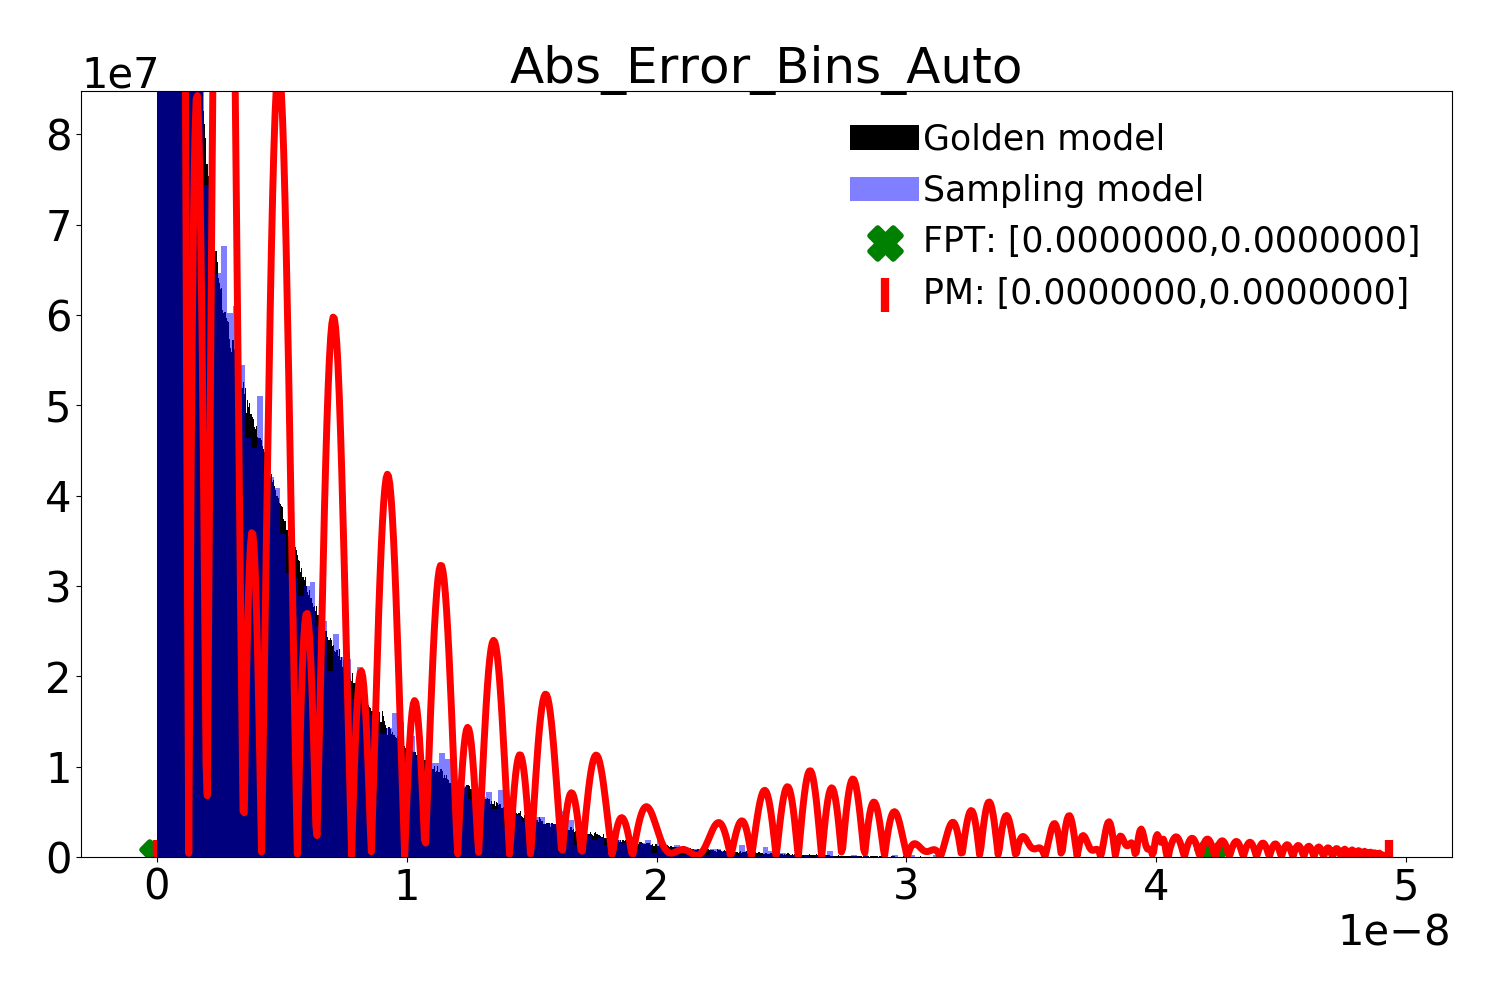 Abs_Error_Bins_Auto
1e7
Golden model
Sampling model
FPT: [0.0000000,0.0000000]
PM: [0.0000000,0.0000000]
8
7
6
5
4
3
2
1
0
0 1 2 3 4 5
1e−8